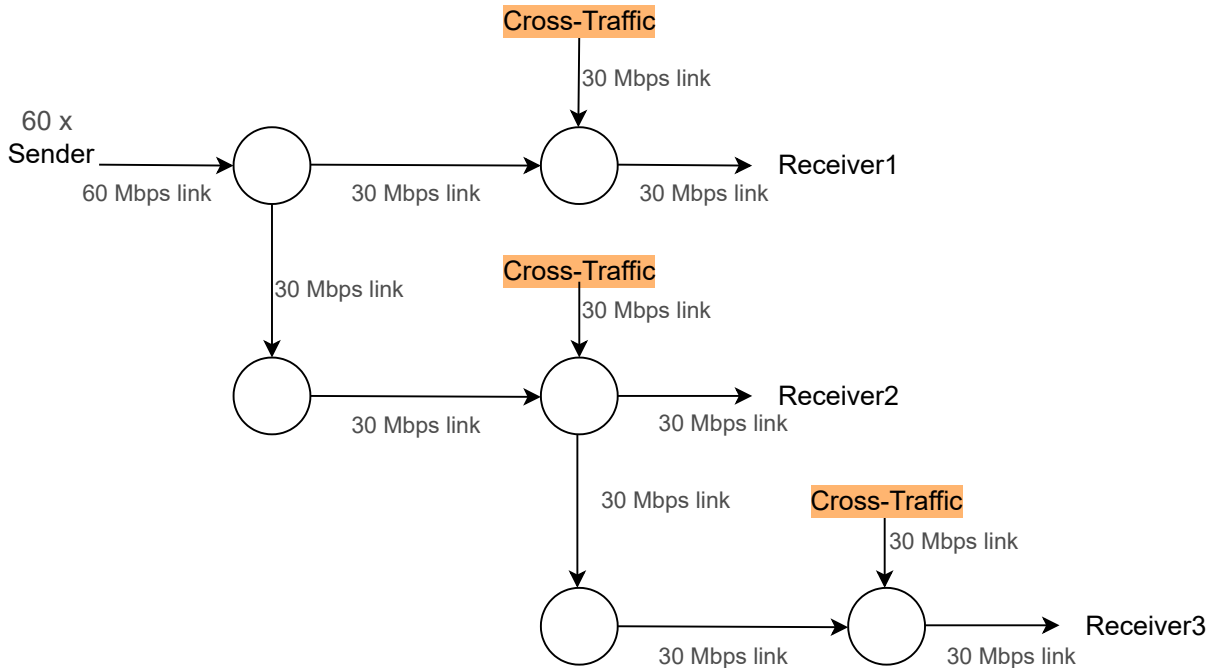 Cross-Traffic
30 Mbps link
60 x
Sender
60 Mbps link
30 Mbps link
30 Mbps link
Receiver1
30 Mbps link
Cross-Traffic
30 Mbps link
30 Mbps link
30 Mbps link
Receiver2
30 Mbps link
Cross-Traffic
30 Mbps link
30 Mbps link
30 Mbps link
Receiver3